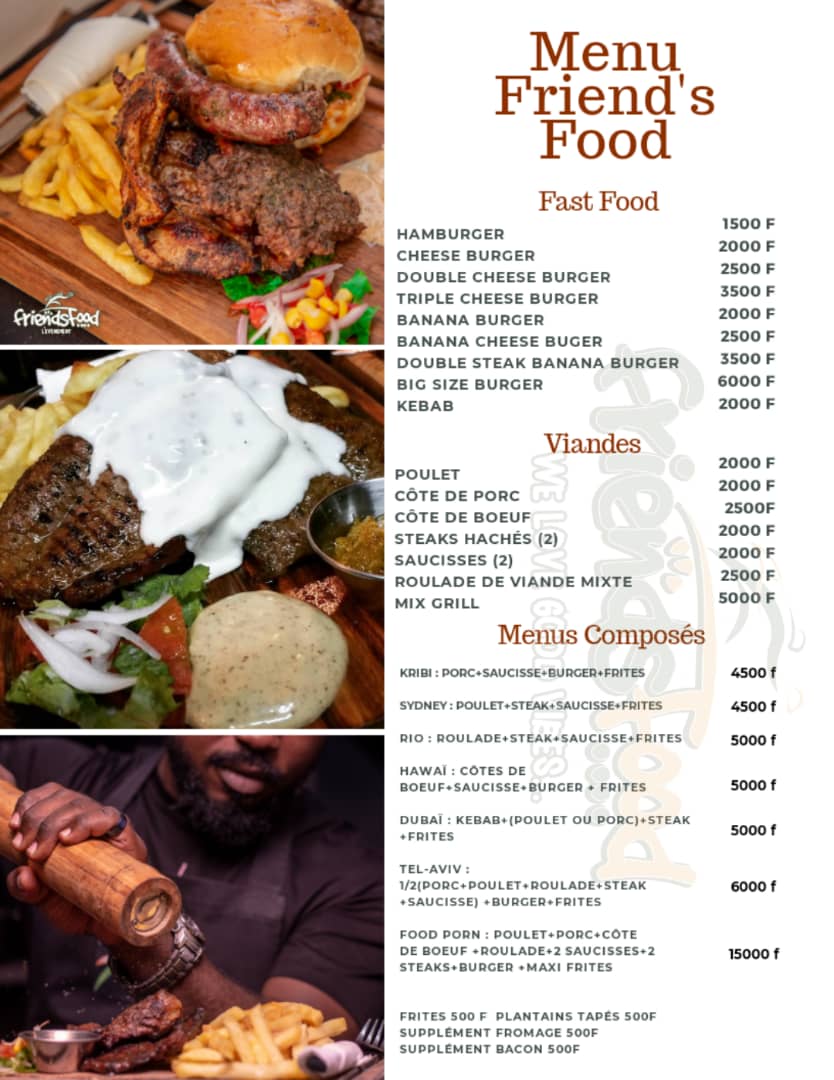 Menu
Friend's
Food
Fast Food
HAMBURGER 1500 F
CHEESE BURGER 2000 F
DOUBLE CHEESE BURGER 2500 F
TRIPLE CHEESE BURGER 3500 F
BANANA BURGER 2000 F
BANANA CHEESE BUGER 2500 F
DOUBLE STEAK BANANA BURGER 3500 F
BIG SIZE BURGER 6000 F
KEBAB 2000 F
Viandes
POULET 2000 F
CÔTE DE PORC 2000 F
CÔTE DE BOEUF 2500F
STEAKS HACHÉS (2) 2000 F
SAUCISSES (2) 2000 F
ROULADE DE VIANDE MIXTE 2500 F
MIX GRILL 5000 F
Menus Composés
KRIBI : PORC+SAUCISSE+BURGER+FRITES 4500 f
SYDNEY : POULET+STEAK+SAUCISSE+FRITES 4500 f
RIO : ROULADE+STEAK+SAUCISSE+FRITES 5000 f
HAWAÏ : CÔTES DE
BOEUF+SAUCISSE+BURGER + FRITES 5000 f
DUBAÏ : KEBAB+(POULET OU PORC)+STEAK
+FRITES 5000 f
TEL-AVIV :
1/2(PORC+POULET+ROULADE+STEAK
+SAUCISSE) +BURGER+FRITES 6000 f
FOOD PORN : POULET+PORC+CÔTE
DE BOEUF +ROULADE+2 SAUCISSES+2
STEAKS+BURGER +MAXI FRITES 15000 f
FRITES 500 F PLANTAINS TAPÉS 500F
SUPPLÉMENT FROMAGE 500F
SUPPLÉMENT BACON 500F
friendsFood
L'EVENEMENT
friendsFood
WE LOVE GOOD VIBES...